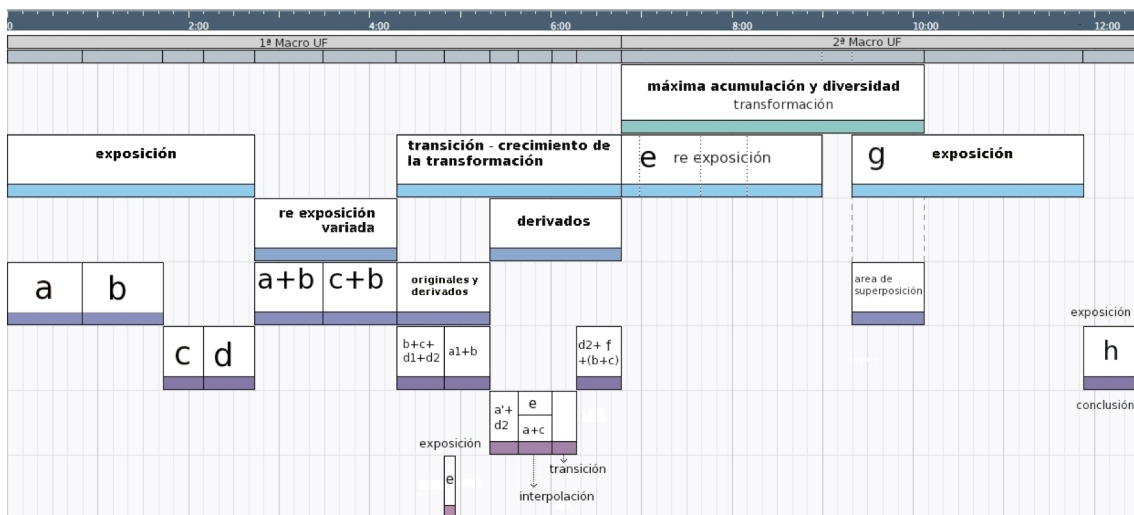 0 2:00 4:00 6:00 8:00 10:00 12:00
1ª Macro UF
2ª Macro UF
máxima acumulación y diversidad
transformación
exposición
transición - crecimiento de
la transformación
e re exposición
g exposición
re exposición
variada
derivados
a
b
a+b
c+b
originales y
derivados
area de
superposición
c
d
b+c+
d1+d2
a1+b
d2+ f
+(b+c)
exposición
h
conclusión
a'+
d2
e
a+c
transición
interpolación
exposición
e